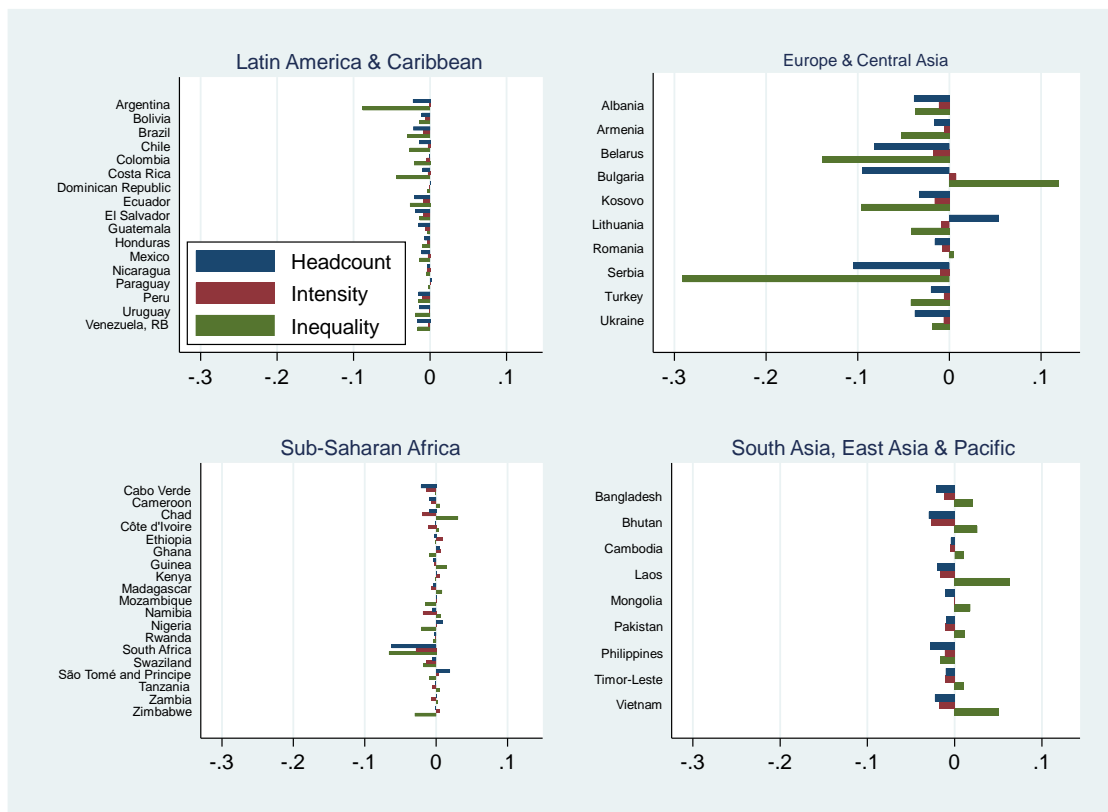 Latin America & Caribbean
Argentina
Bolivia
Brazil
Chile
Colombia
Costa Rica
Dominican Republic
Ecuador
El Salvador
Guatemala
Honduras
Mexico
Nicaragua
Paraguay
Peru
Uruguay
Venezuela, RB
Headcount
Intensity
Inequality
-.3 -.2 -.1 0 .1
Europe & Central Asia
Albania
Armenia
Belarus
Bulgaria
Kosovo
Lithuania
Romania
Serbia
Turkey
Ukraine
-.3 -.2 -.1 0 .1
Sub-Saharan Africa
Cabo Verde
Cameroon
Chad
Côte d'Ivoire
Ethiopia
Ghana
Guinea
Kenya
Madagascar
Mozambique
Namibia
Nigeria
Rwanda
South Africa
Swaziland
São Tomé and Principe
Tanzania
Zambia
Zimbabwe
-.3 -.2 -.1 0 .1
South Asia, East Asia & Pacific
Bangladesh
Bhutan
Cambodia
Laos
Mongolia
Pakistan
Philippines
Timor-Leste
Vietnam
-.3 -.2 -.1 0 .1